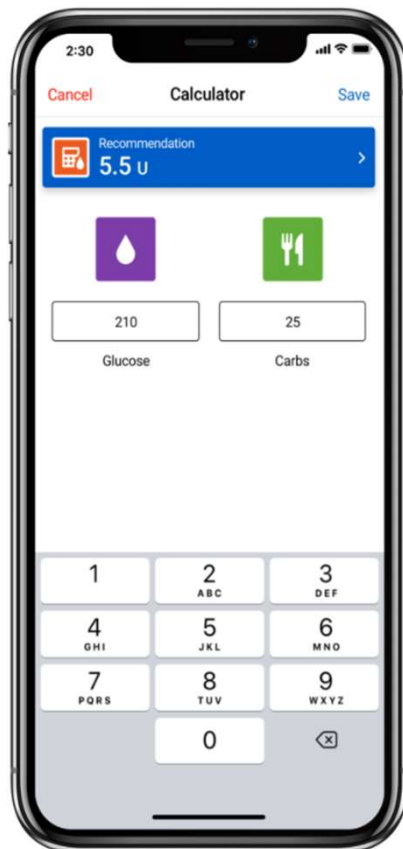 2:30
Cancel Calculator Save
Recommendation
5.5 U
210 25
Glucose Carbs
1 2 3
ABC DEF
4 5 6
GHI JKL MNO
7 8 9
PQRS TUV WXYZ
0